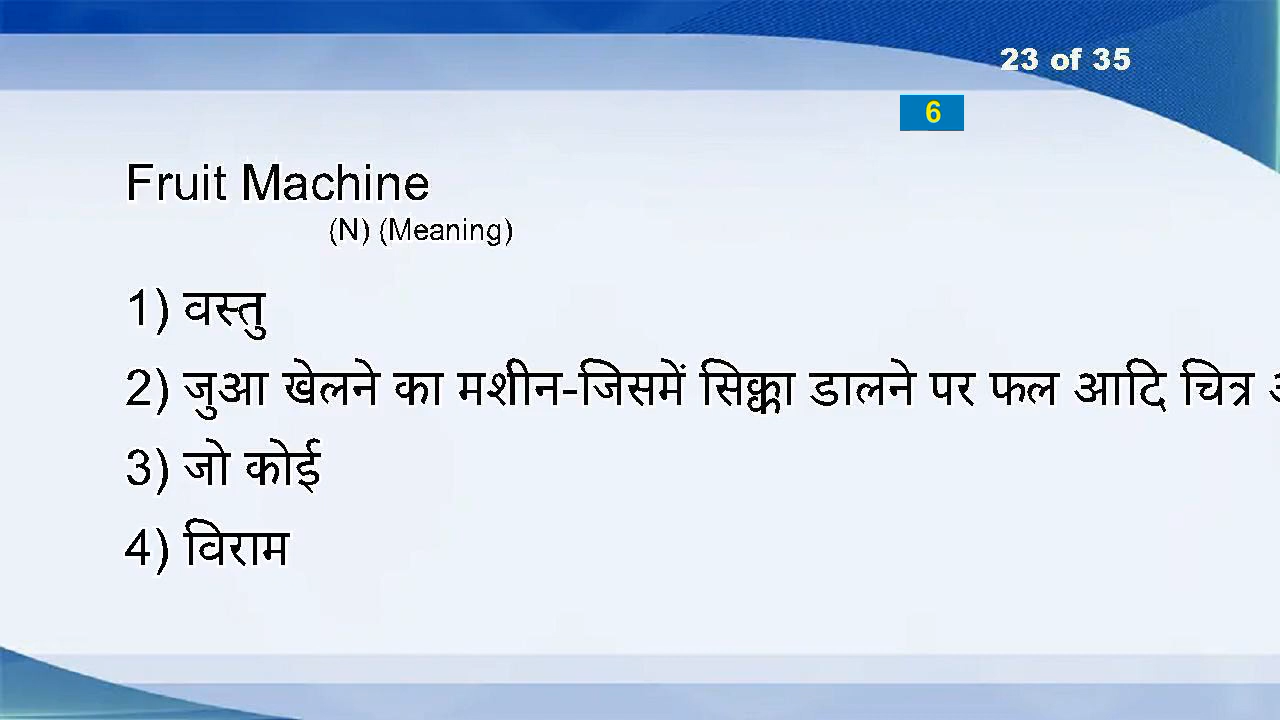 23 of 35
6
Fruit Machine
(N) (Meaning)
1) वस्तु
2) जुआ खेलने का मशीन-जिसमें सिक्का डालने पर फल आदि चित्र
3) जो कोई
4) विराम